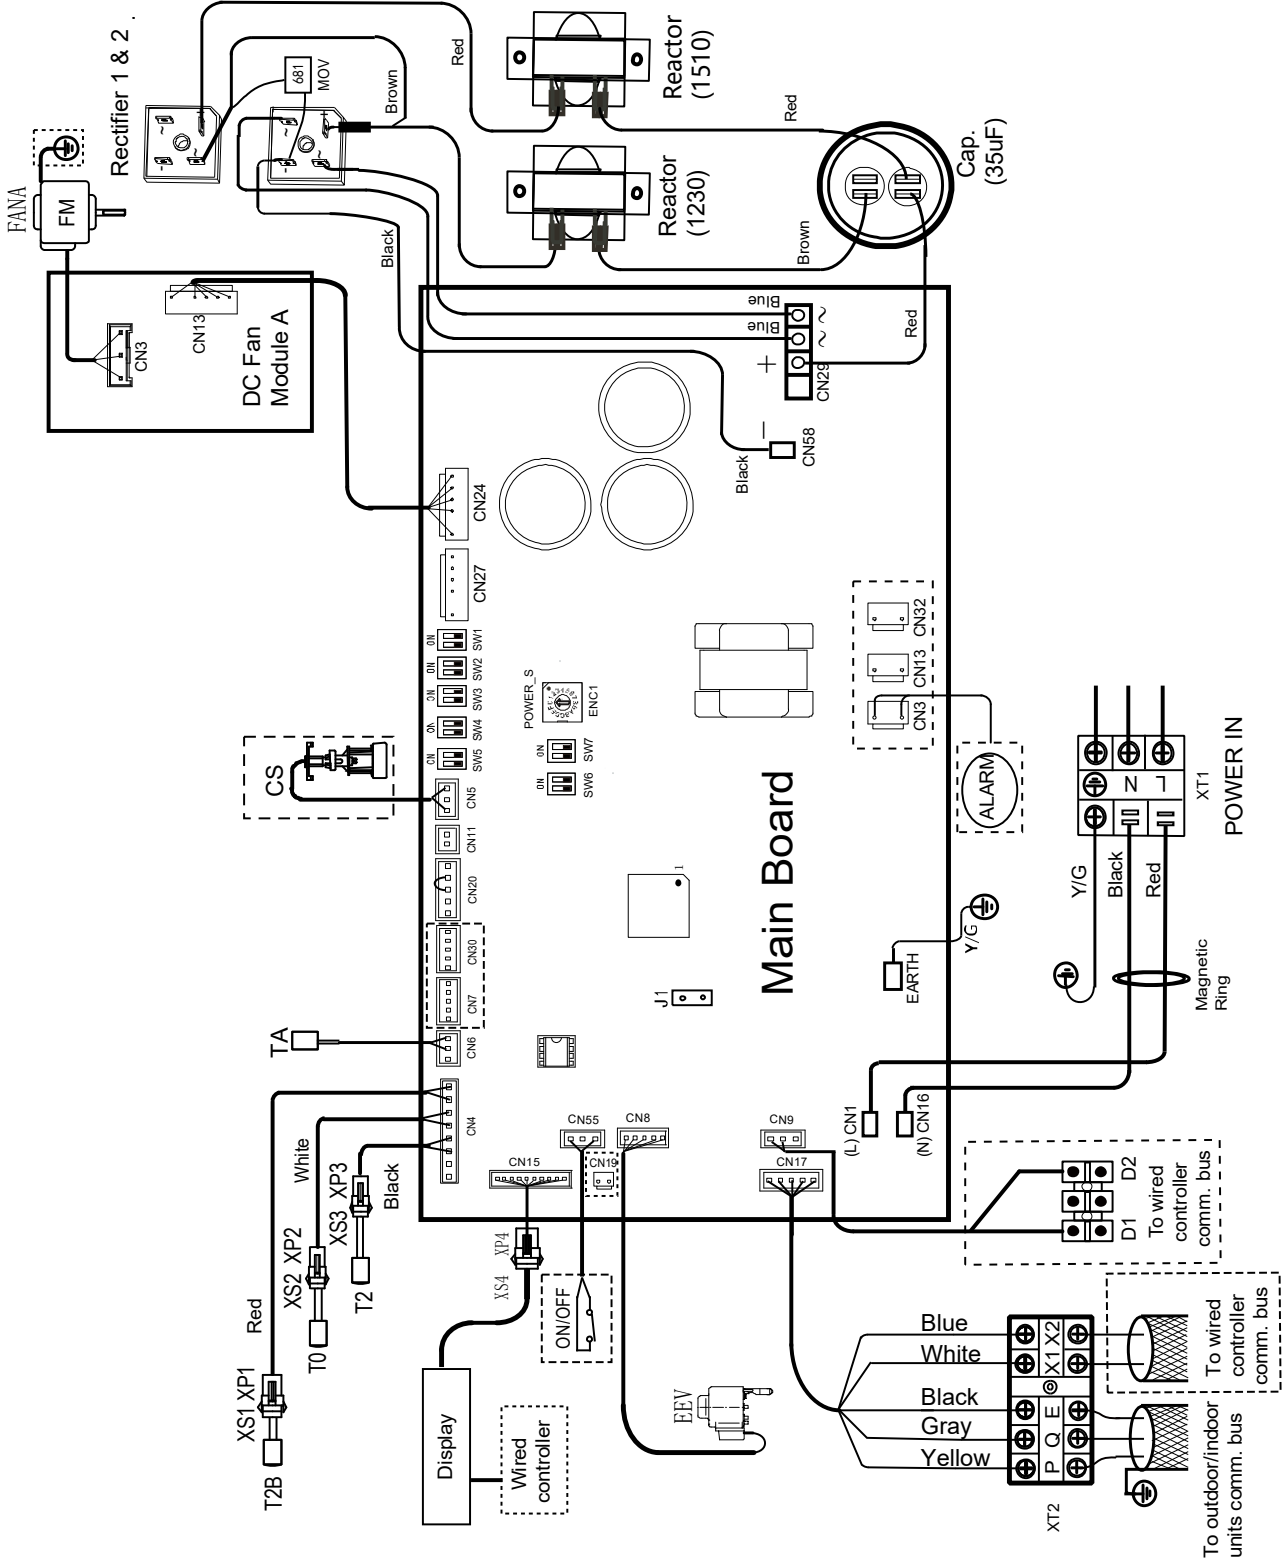 FANA
FM
Rectifier 1 & 2 .
681
MOV
Brown
Red
Reactor
(1510)
Reactor
(1230)
Red
Brown
Cap.
(35uF)
Red
Black
Blue
Blue
~
~
+
CN29
CN3
CN13
DC Fan
Module A
Black
−
CN58
CN24
CN27
ON
SW1
ON
SW2
SW3
SW4
SW5
POWER_S
ENC1
ON
SW7
ON
SW6
CS
CN5
CN11
CN20
CN30
CN7
TA
CN6
CN4
J1
1
Main Board
CN32
CN13
CN3
ALARM
EARTH
Y/G
N
L
XT1
POWER IN
Y/G
Black
Red
Magnetic
Ring
(L) CN1
(N) CN16
CN55
CN8
CN15
CN19
CN9
CN17
Red
XS1 XP1
T2B
White
XS2 XP2
T0
XS3 XP3
Black
T2
XS4 XP4
Display
Wired
controller
ON/OFF
EEV
D1 D2
To wired
controller
comm. bus
Blue
White
Black
Gray
Yellow
P Q E X1 X2
XT2
To wired
controller
comm. bus
To outdoor/indoor
units comm. bus